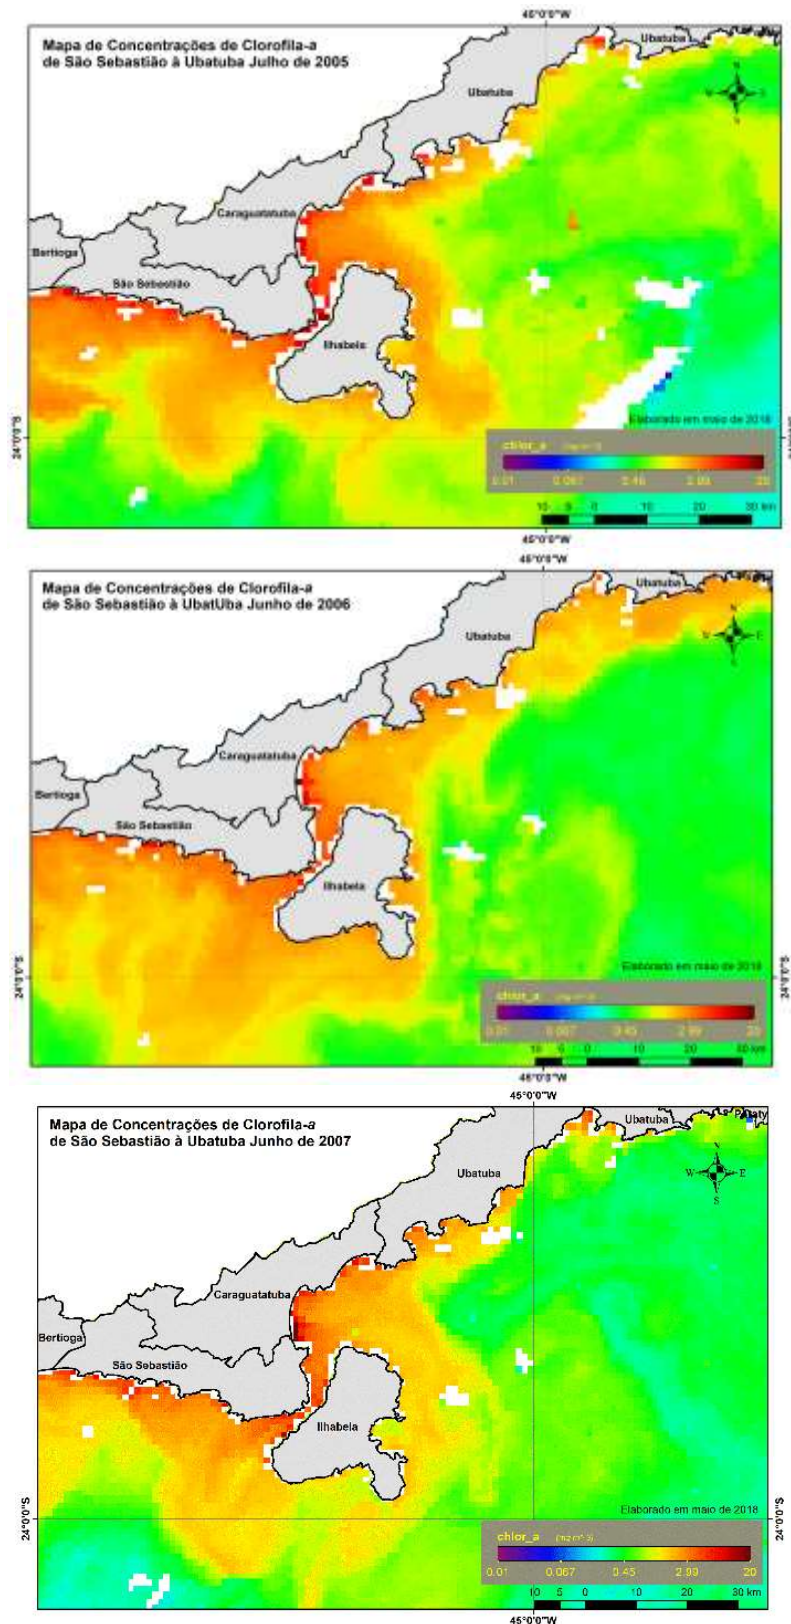 45°0'0"W
Mapa de Concentrações de Clorofila-a
de São Sebastião à Ubatuba Julho de 2005
Ubatuba
Ubatuba
N
W
S
Caraguatatuba
Bertioga
São Sebastião
Ilhabela
Elaborado em maio de 2018
24°0'0"S
chlor_a
0.01 0.067 0.45 2.99 20
10 5 0 10 20 30 km
45°0'0"W
45°0'0"W
Mapa de Concentrações de Clorofila-a
de São Sebastião à UbatUba Junho de 2006
Ubatuba
Ubatuba
N
W E
S
Caraguatatuba
Bertioga
São Sebastião
Ilhabela
Elaborado em maio de 2018
24°0'0"S 24°0'0"S
chlor_a
0.01 0.067 0.45 2.99 20
10 5 0 10 20 30 km
45°0'0"W
45°0'0"W
Mapa de Concentrações de Clorofila-a
de São Sebastião à Ubatuba Junho de 2007
Ubatuba
Paraty
Ubatuba
N
W E
S
Caraguatatuba
Bertioga
São Sebastião
Ilhabela
Elaborado em maio de 2018
24°0'0"S 24°0'0"S
chlor_a (mg m^-3)
0.01 0.067 0.45 2.99 20
10 5 0 10 20 30 km
45°0'0"W